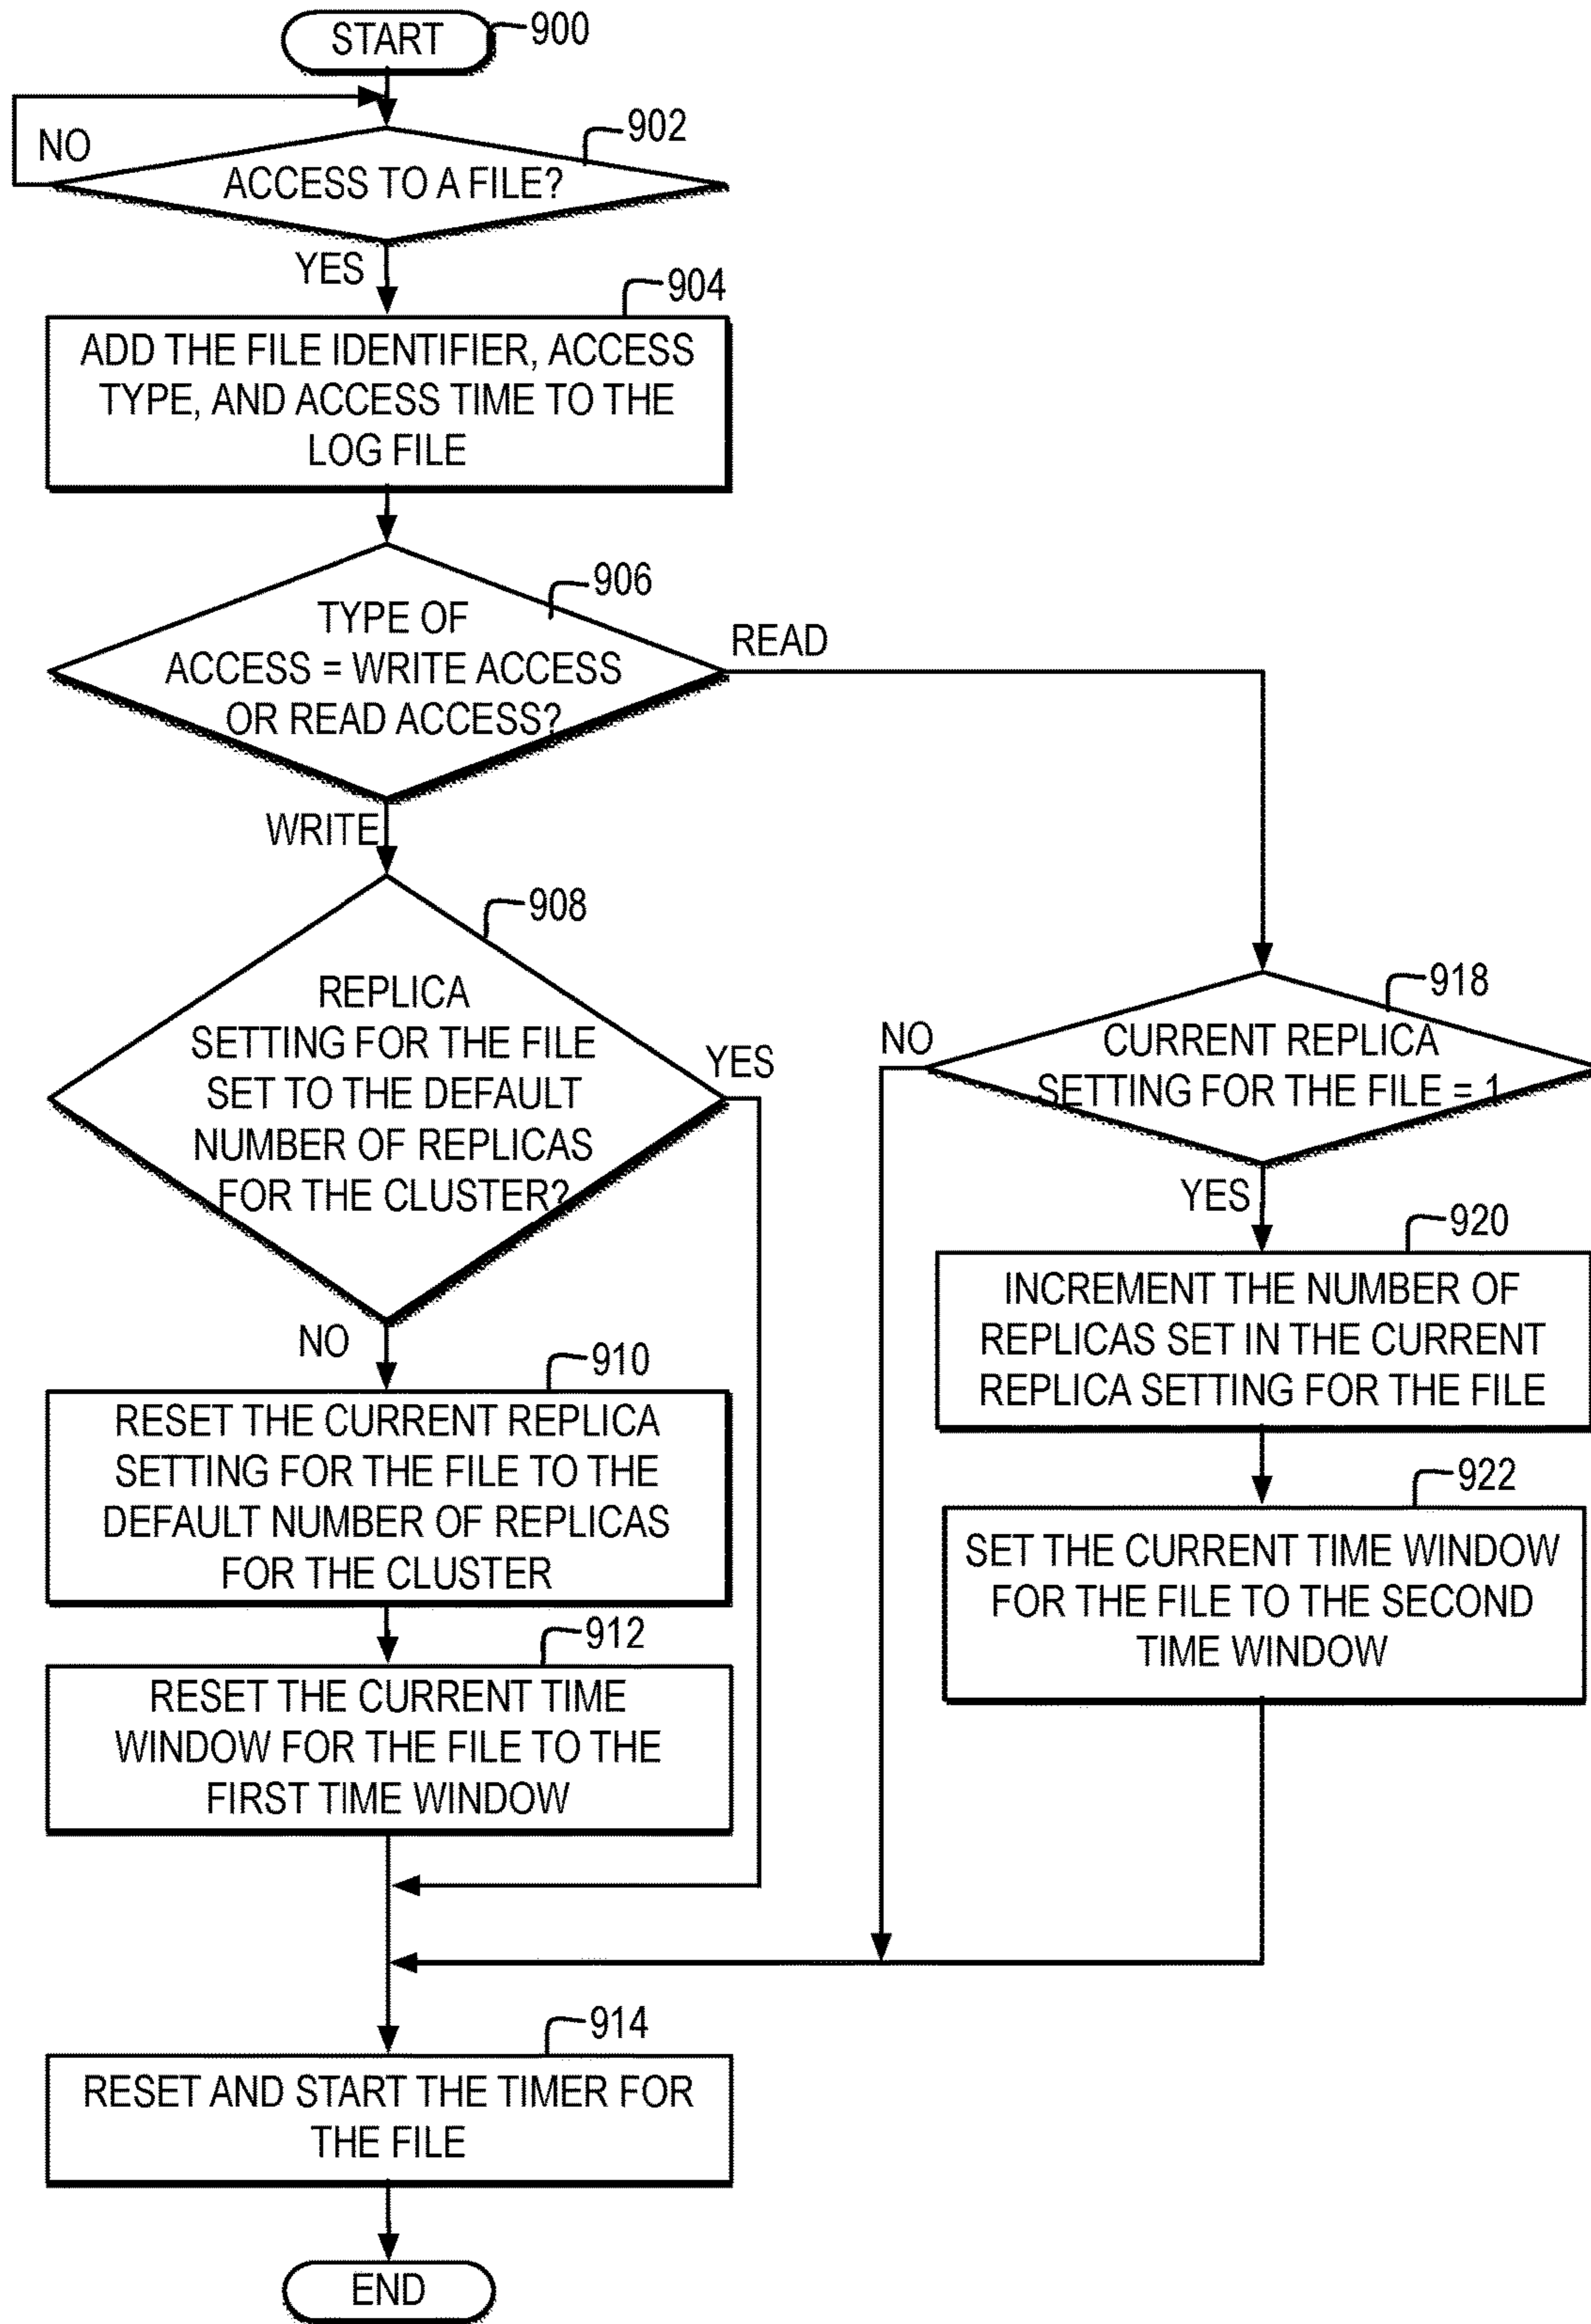 START
900
NO
902
ACCESS TO A FILE?
YES
904
ADD THE FILE IDENTIFIER, ACCESS
TYPE, AND ACCESS TIME TO THE
LOG FILE
906
TYPE OF
ACCESS = WRITE ACCESS
OR READ ACCESS?
READ
WRITE
908
REPLICA
SETTING FOR THE FILE
SET TO THE DEFAULT
NUMBER OF REPLICAS
FOR THE CLUSTER?
YES
NO
910
RESET THE CURRENT REPLICA
SETTING FOR THE FILE TO THE
DEFAULT NUMBER OF REPLICAS
FOR THE CLUSTER
912
RESET THE CURRENT TIME
WINDOW FOR THE FILE TO THE
FIRST TIME WINDOW
918
NO
CURRENT REPLICA
SETTING FOR THE FILE = 1
YES
920
INCREMENT THE NUMBER OF
REPLICAS SET IN THE CURRENT
REPLICA SETTING FOR THE FILE
922
SET THE CURRENT TIME WINDOW
FOR THE FILE TO THE SECOND
TIME WINDOW
914
RESET AND START THE TIMER FOR
THE FILE
END